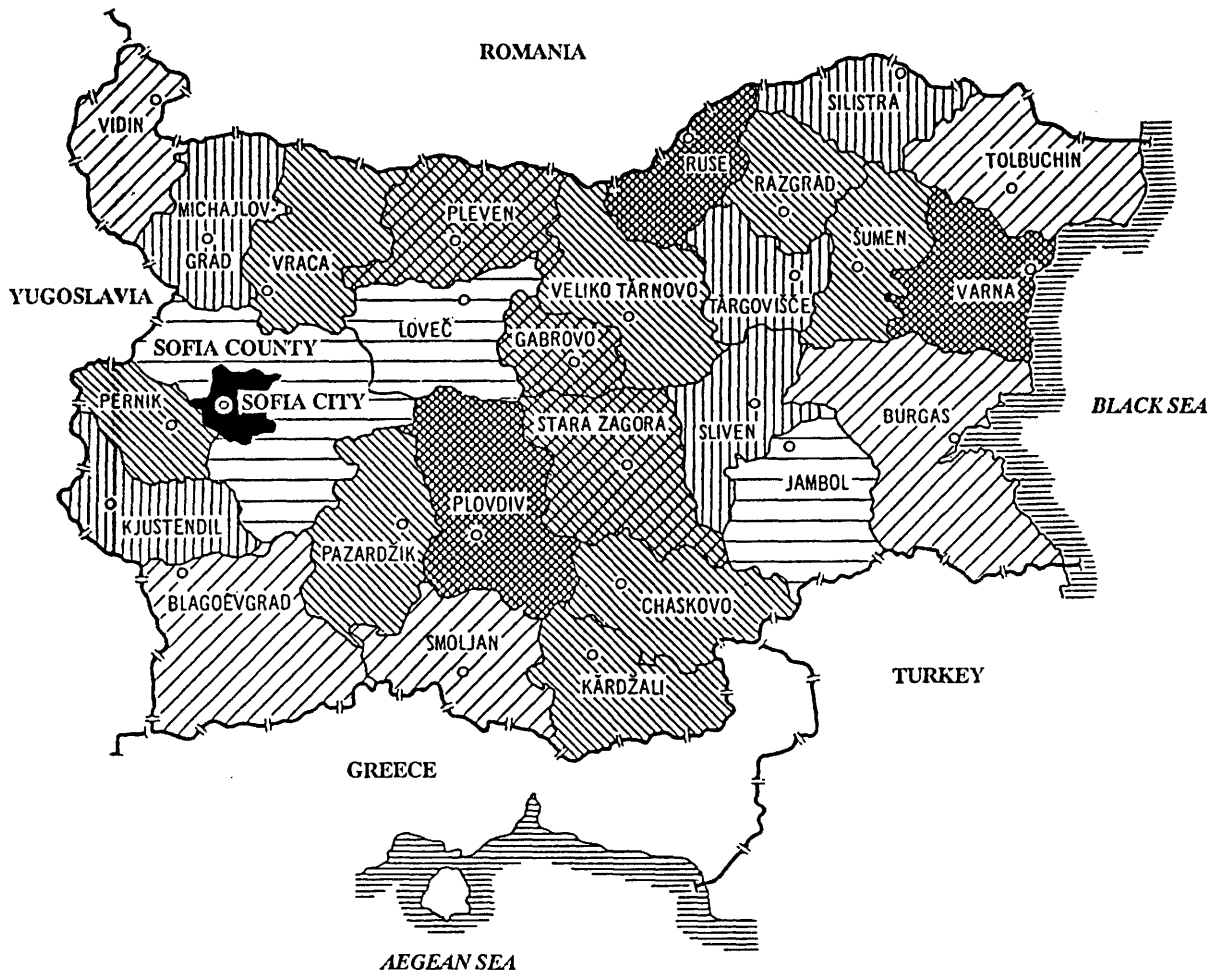 ROMANIA
SILISTRA
VIDIN
RUSE
TOLBUCHIN
RAZGRAD
MICHAJLOV-
GRAD
PLEVEN
ŠUMEN
VRACA
YUGOSLAVIA
VELIKO TĂRNOVO
TĂRGOVIŠČE
VARNA
LOVEČ
GABROVO
SOFIA COUNTY
PERNIK
SOFIA CITY
BLACK SEA
BURGAS
STARA ZAGORA
SLIVEN
JAMBOL
PLOVDIV
KJUSTENDIL
PAZARDŽIK
BLAGOEVGRAD
CHASKOVO
SMOLJAN
TURKEY
KĂRDŽALI
GREECE
AEGEAN SEA